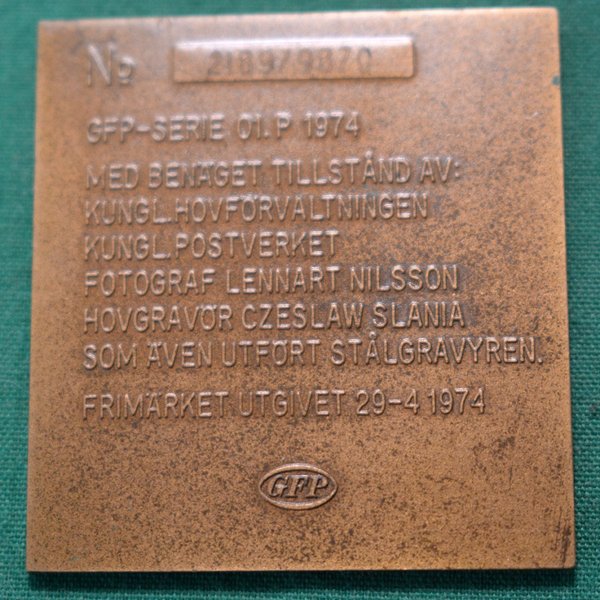 No 2189/9870
GFP-SERIE 01.P 1974
MED BENÄGET TILLSTÅND AV:
KUNGL.HOVFÖRVALTNINGEN
KUNGL.POSTVERKET
FOTOGRAF LENNART NILSSON
HOVGRAVÖR CZESLAW SLANIA
SOM ÄVEN UTFÖRT STÅLGRAVYREN.
FRIMÄRKET UTGIVET 29-4 1974
GFP